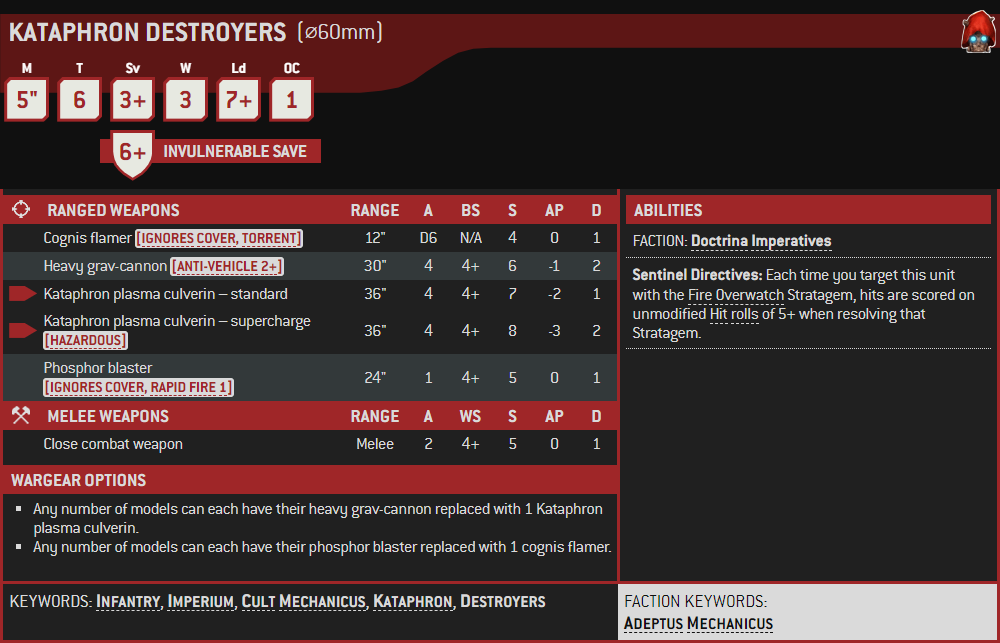 KATAPHRON DESTROYERS (⌀60mm)
M T Sv W Ld OC
5" 6 3+ 3 7+ 1
6+ INVULNERABLE SAVE
RANGED WEAPONS RANGE A BS S AP D
Cognis flamer [IGNORES COVER, TORRENT] 12" D6 N/A 4 0 1
Heavy grav-cannon [ANTI-VEHICLE 2+] 30" 4 4+ 6 -1 2
Kataphron plasma culverin – standard 36" 4 4+ 7 -2 1
Kataphron plasma culverin – supercharge
[HAZARDOUS] 36" 4 4+ 8 -3 2
Phosphor blaster
[IGNORES COVER, RAPID FIRE 1] 24" 1 4+ 5 0 1
MELEE WEAPONS RANGE A WS S AP D
Close combat weapon Melee 2 4+ 5 0 1
WARGEAR OPTIONS
▪ Any number of models can each have their heavy grav-cannon replaced with 1 Kataphron
plasma culverin.
▪ Any number of models can each have their phosphor blaster replaced with 1 cognis flamer.
ABILITIES
FACTION: Doctrina Imperatives
Sentinel Directives: Each time you target this unit
with the Fire Overwatch Stratagem, hits are scored on
unmodified Hit rolls of 5+ when resolving that
Stratagem.
KEYWORDS: INFANTRY, IMPERIUM, CULT MECHANICUS, KATAPHRON, DESTROYERS
FACTION KEYWORDS:
ADEPTUS MECHANICUS